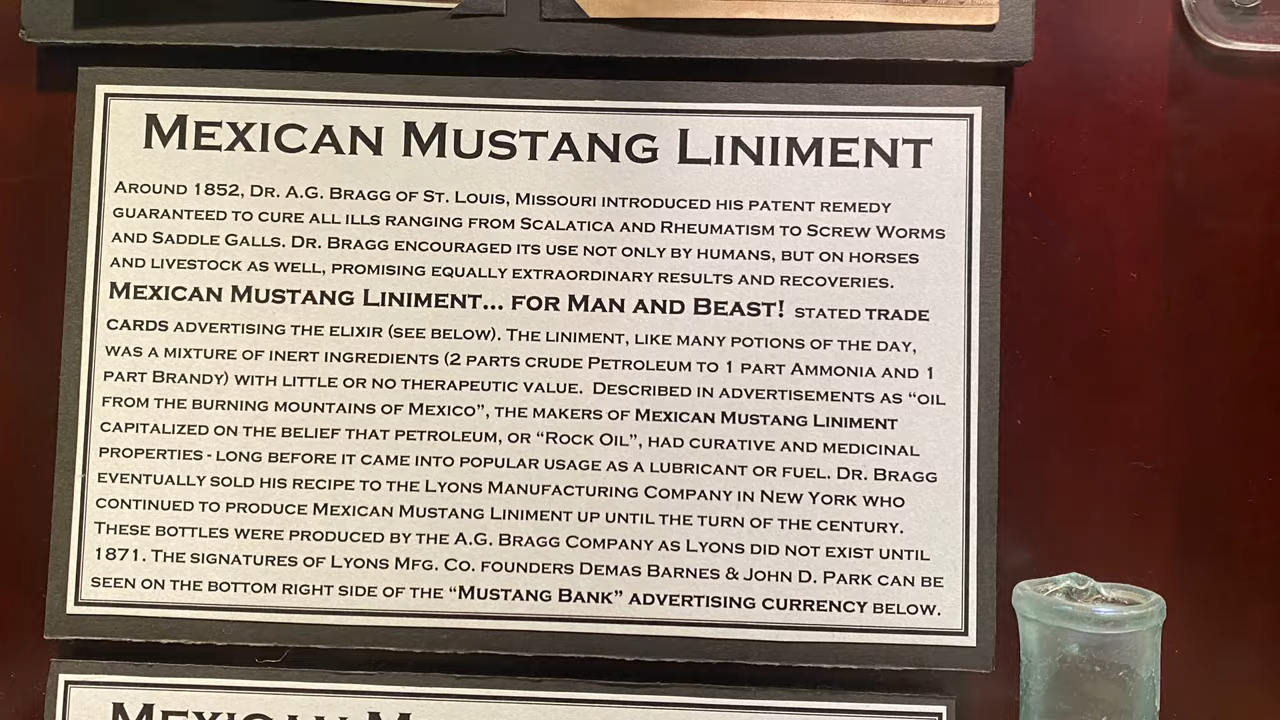 MEXICAN MUSTANG LINIMENT
AROUND 1852, DR. A.G. BRAGG OF ST. LOUIS, MISSOURI INTRODUCED HIS PATENT REMEDY
GUARANTEED TO CURE ALL ILLS RANGING FROM SCALATICA AND RHEUMATISM TO SCREW WORMS
AND SADDLE GALLS. DR. BRAGG ENCOURAGED ITS USE NOT ONLY BY HUMANS, BUT ON HORSES
AND LIVESTOCK AS WELL, PROMISING EQUALLY EXTRAORDINARY RESULTS AND RECOVERIES.
MEXICAN MUSTANG LINIMENT... FOR MAN AND BEAST! STATED TRADE
CARDS ADVERTISING THE ELIXIR (SEE BELOW). THE LINIMENT, LIKE MANY POTIONS OF THE DAY,
WAS A MIXTURE OF INERT INGREDIENTS (2 PARTS CRUDE PETROLEUM TO 1 PART AMMONIA AND 1
PART BRANDY) WITH LITTLE OR NO THERAPEUTIC VALUE. DESCRIBED IN ADVERTISEMENTS AS "OIL
FROM THE BURNING MOUNTAINS OF MEXICO", THE MAKERS OF MEXICAN MUSTANG LINIMENT
CAPITALIZED ON THE BELIEF THAT PETROLEUM, OR "ROCK OIL", HAD CURATIVE AND MEDICINAL
PROPERTIES - LONG BEFORE IT CAME INTO POPULAR USAGE AS A LUBRICANT OR FUEL. DR. BRAGG
EVENTUALLY SOLD HIS RECIPE TO THE LYONS MANUFACTURING COMPANY IN NEW YORK WHO
CONTINUED TO PRODUCE MEXICAN MUSTANG LINIMENT UP UNTIL THE TURN OF THE CENTURY.
THESE BOTTLES WERE PRODUCED BY THE A.G. BRAGG COMPANY AS LYONS DID NOT EXIST UNTIL
1871. THE SIGNATURES OF LYONS MFG. CO. FOUNDERS DEMAS BARNES & JOHN D. PARK CAN BE
SEEN ON THE BOTTOM RIGHT SIDE OF THE "MUSTANG BANK" ADVERTISING CURRENCY BELOW.
MEXICAN